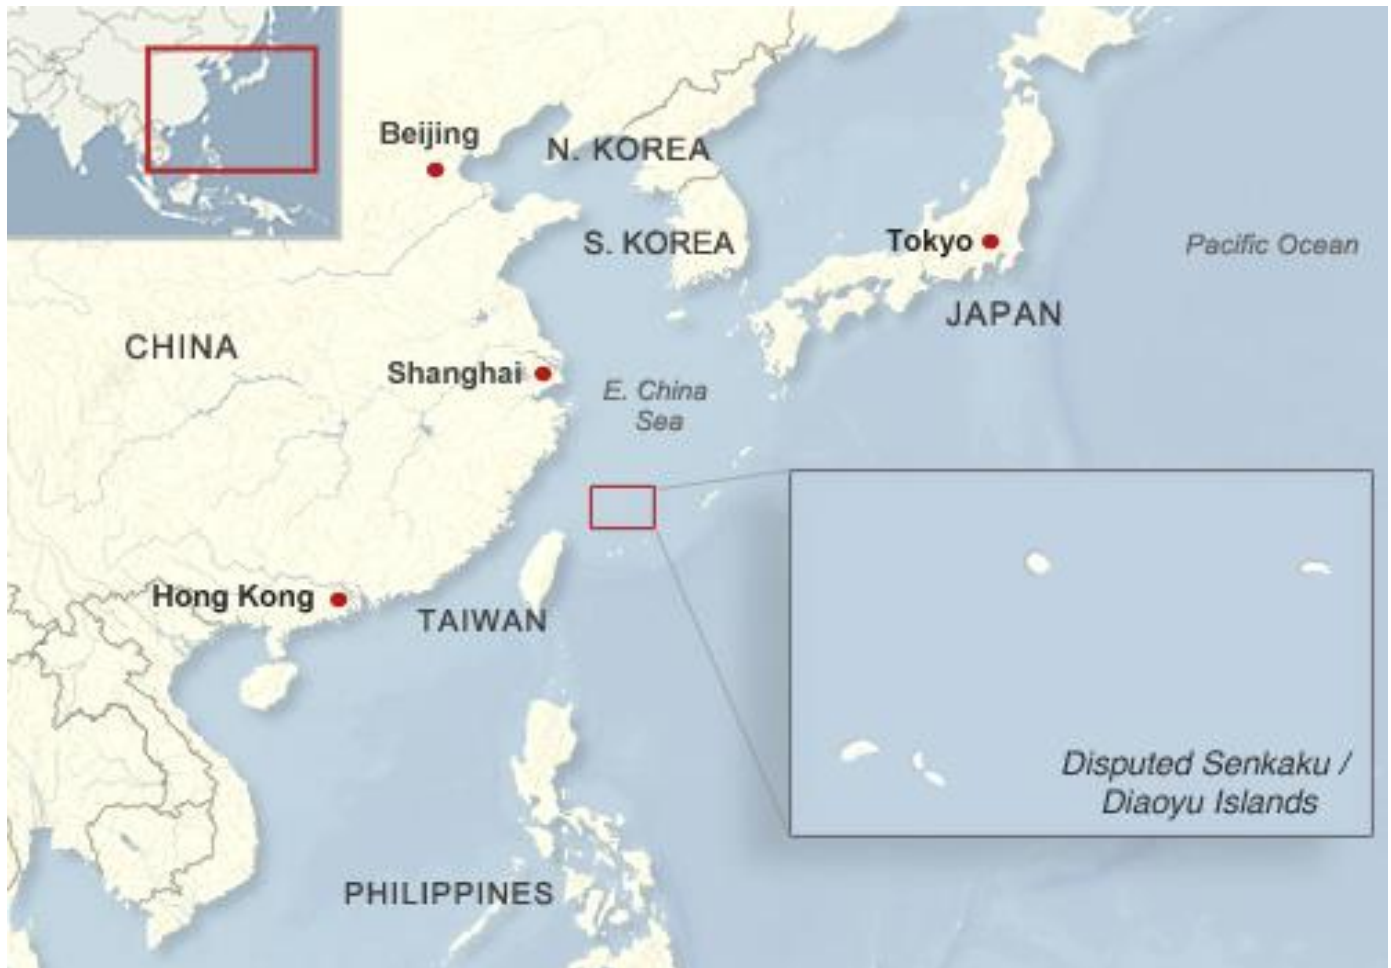 Beijing
N. KOREA
S. KOREA
Tokyo
Pacific Ocean
JAPAN
CHINA
Shanghai
E. China
Sea
Hong Kong
TAIWAN
Disputed Senkaku /
Diaoyu Islands
PHILIPPINES